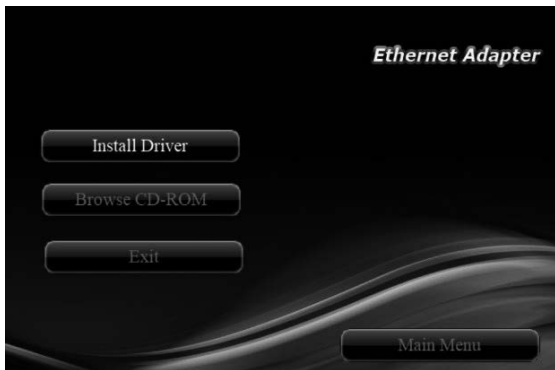 Ethernet Adapter
Install Driver
Browse CD-ROM
Exit
Main Menu